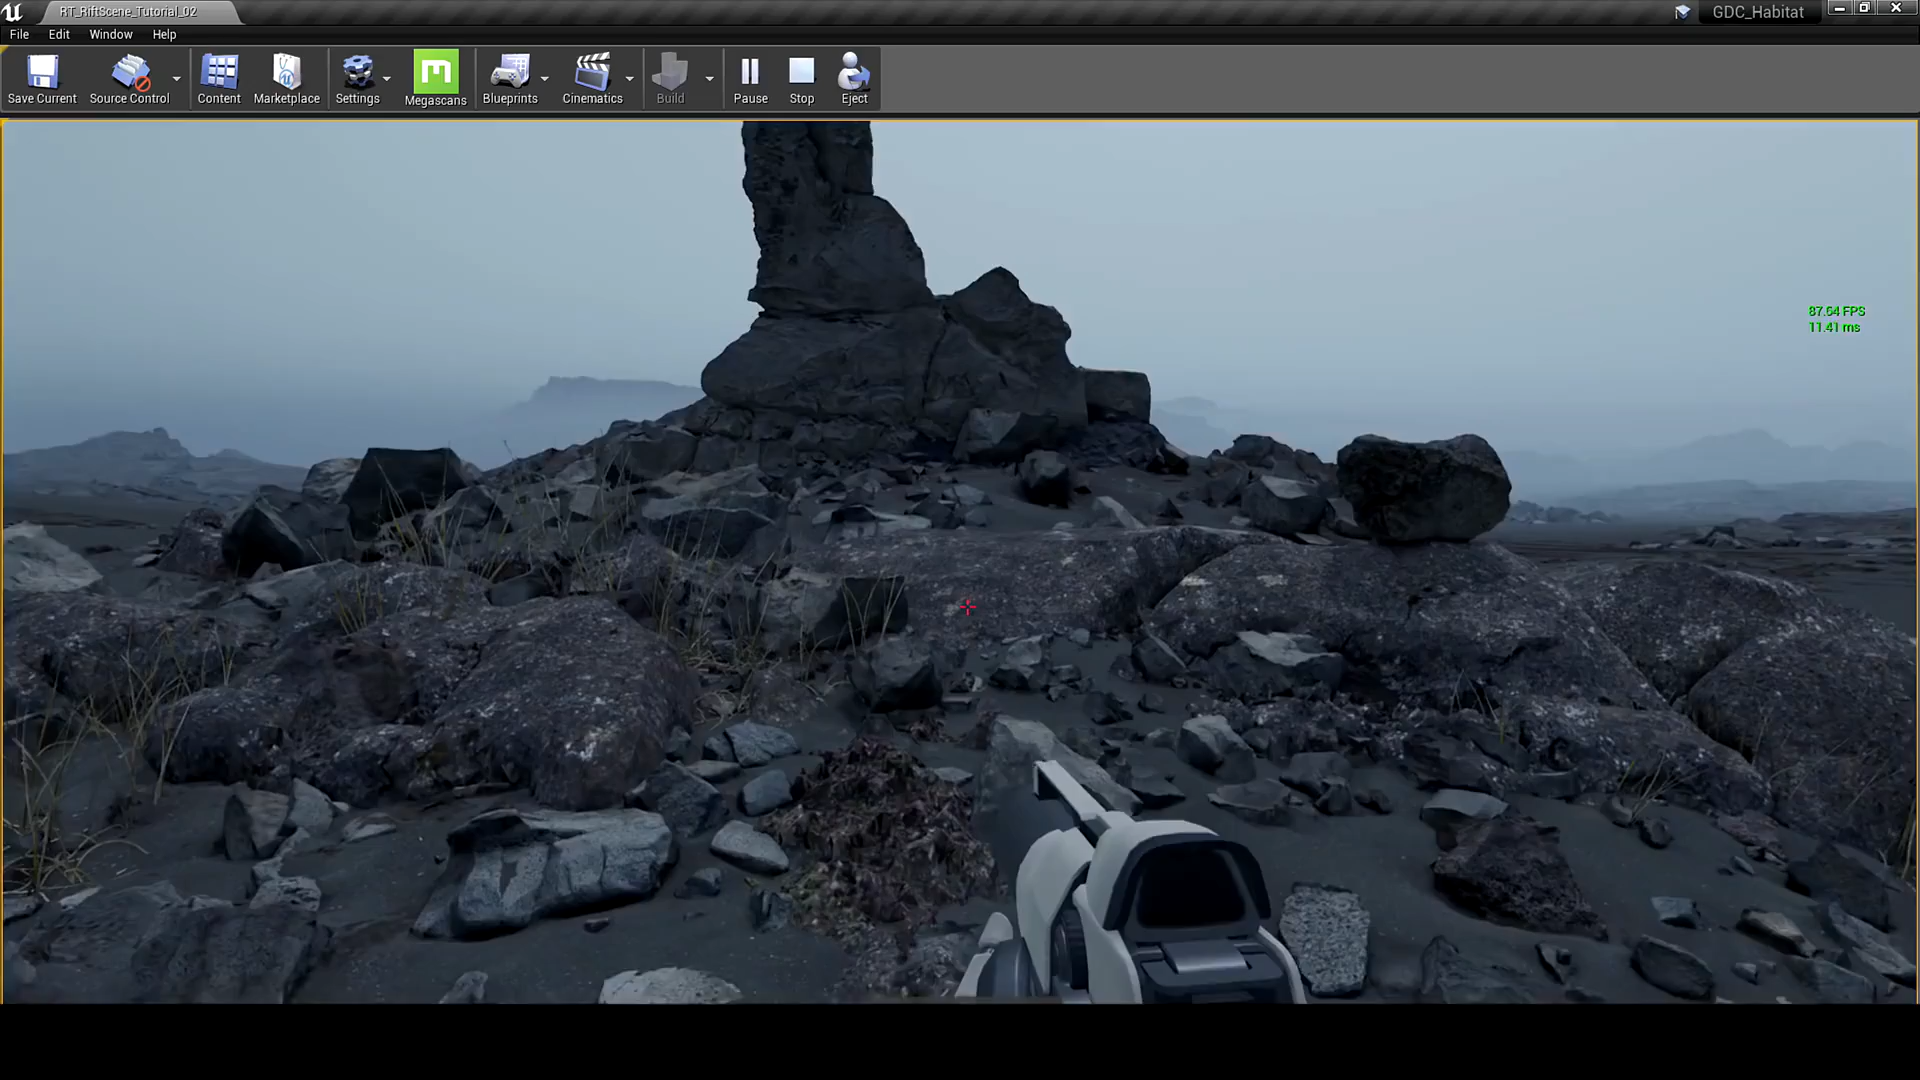 RT_RiftScene_Tutorial_02
GDC_Habitat
File Edit Window Help
Save Current Source Control Content Marketplace Settings Megascans Blueprints Cinematics Build Pause Stop Eject
87.64 FPS
11.41 ms